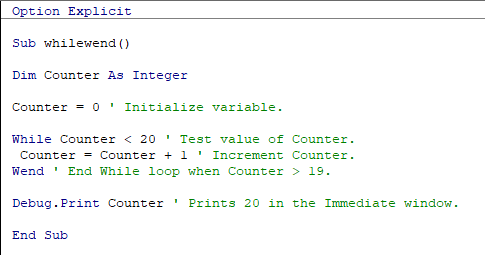 Option Explicit
Sub whilewend()
Dim Counter As Integer
Counter = 0 ' Initialize variable.
While Counter < 20 ' Test value of Counter.
Counter = Counter + 1 ' Increment Counter.
Wend ' End While loop when Counter > 19.
Debug.Print Counter ' Prints 20 in the Immediate window.
End Sub